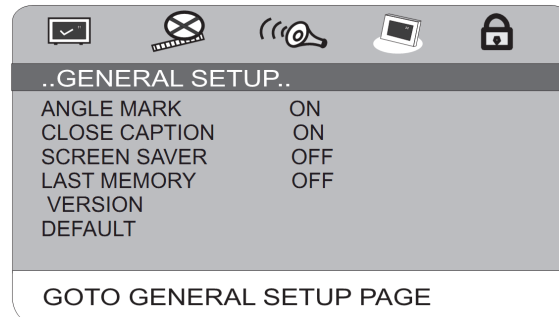 ..GENERAL SETUP..
ANGLE MARK ON
CLOSE CAPTION ON
SCREEN SAVER OFF
LAST MEMORY OFF
VERSION
DEFAULT
GOTO GENERAL SETUP PAGE